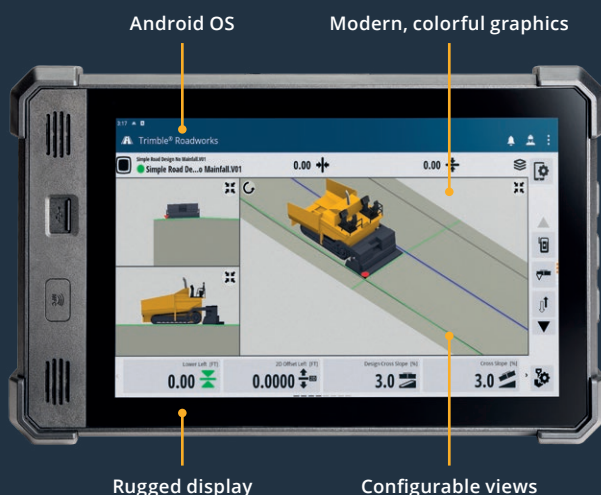 Android OS
Modern, colorful graphics
3:17
Trimble® Roadworks
Simple Road Design No Mainfall.V01
Simple Road De...o Mainfall.V01
0.00
0.00
Lower Left (FT)
2D Offset Left (FT)
Design-Cross Slope (%)
Cross Slope (%)
0.00
0.0000
3.0
3.0
Rugged display
Configurable views